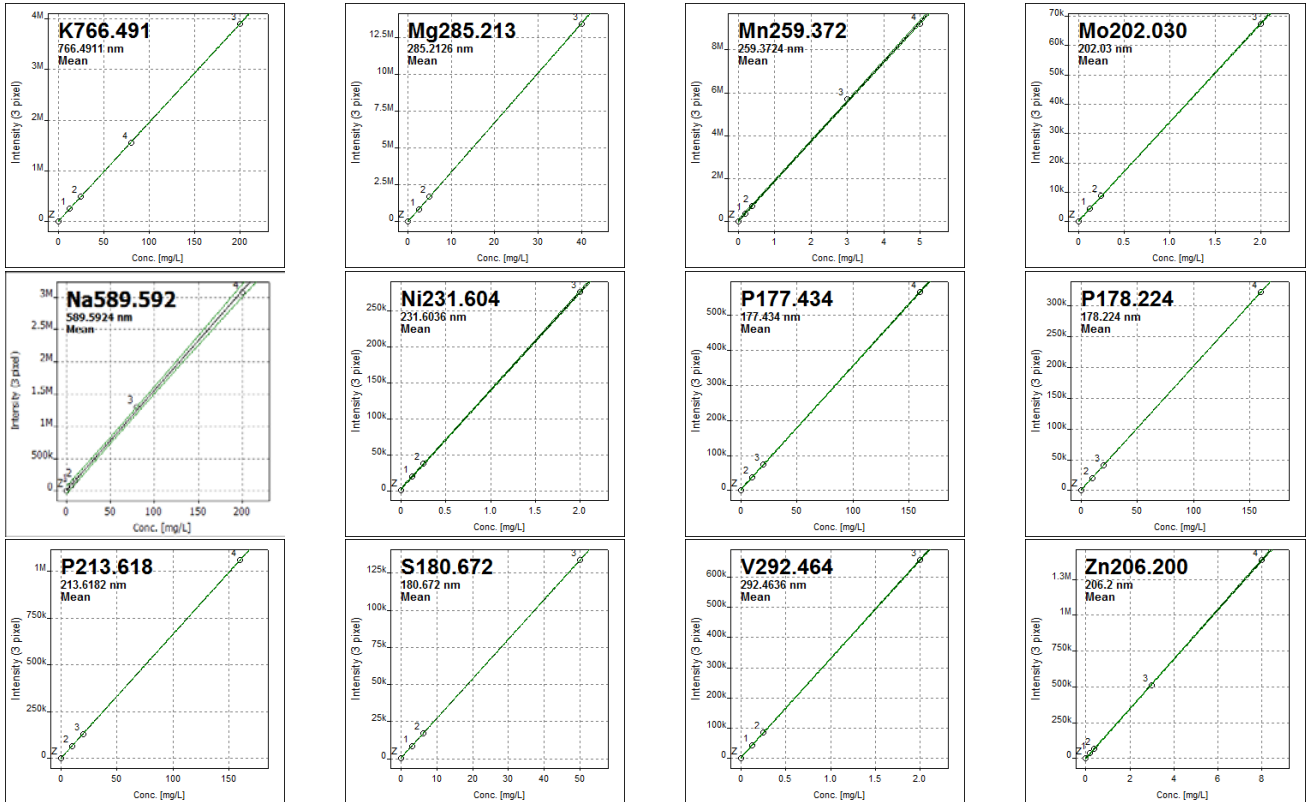 K766.491
766.4911 nm
Mean
Intensity (3 pixel)
4M
3M
2M
1M
0
Z
1
2
4
3
0 50 100 150 200
Conc. [mg/L]
Mg285.213
285.2126 nm
Mean
Intensity (3 pixel)
12.5M
10M
7.5M
5M
2.5M
0
Z
1
2
3
0 10 20 30 40
Conc. [mg/L]
Mn259.372
259.3724 nm
Mean
Intensity (3 pixel)
8M
6M
4M
2M
0
Z
1
2
3
4
0 1 2 3 4 5
Conc. [mg/L]
Mo202.030
202.03 nm
Mean
Intensity (3 pixel)
70k
60k
50k
40k
30k
20k
10k
0
Z
1
2
3
0 0.5 1.0 1.5 2.0
Conc. [mg/L]
Na589.592
589.5924 nm
Mean
Intensity (3 pixel)
3M
2.5M
2M
1.5M
1M
500k
0
Z
2
3
4
0 50 100 150 200
Conc. [mg/L]
Ni231.604
231.6036 nm
Mean
Intensity (3 pixel)
250k
200k
150k
100k
50k
0
Z
1
2
3
0 0.5 1.0 1.5 2.0
Conc. [mg/L]
P177.434
177.434 nm
Mean
Intensity (3 pixel)
500k
400k
300k
200k
100k
0
Z
2
3
4
0 50 100 150
Conc. [mg/L]
P178.224
178.224 nm
Mean
Intensity (3 pixel)
300k
250k
200k
150k
100k
50k
0
Z
2
3
4
0 50 100 150
Conc. [mg/L]
P213.618
213.6182 nm
Mean
Intensity (3 pixel)
1M
750k
500k
250k
0
Z
2
3
4
0 50 100 150
Conc. [mg/L]
S180.672
180.672 nm
Mean
Intensity (3 pixel)
125k
100k
75k
50k
25k
0
Z
1
2
3
0 10 20 30 40 50
Conc. [mg/L]
V292.464
292.4636 nm
Mean
Intensity (3 pixel)
600k
500k
400k
300k
200k
100k
0
Z
1
2
3
0 0.5 1.0 1.5 2.0
Conc. [mg/L]
Zn206.200
206.2 nm
Mean
Intensity (3 pixel)
1.3M
1M
750k
500k
250k
0
Z
1
2
3
4
0 2 4 6 8
Conc. [mg/L]